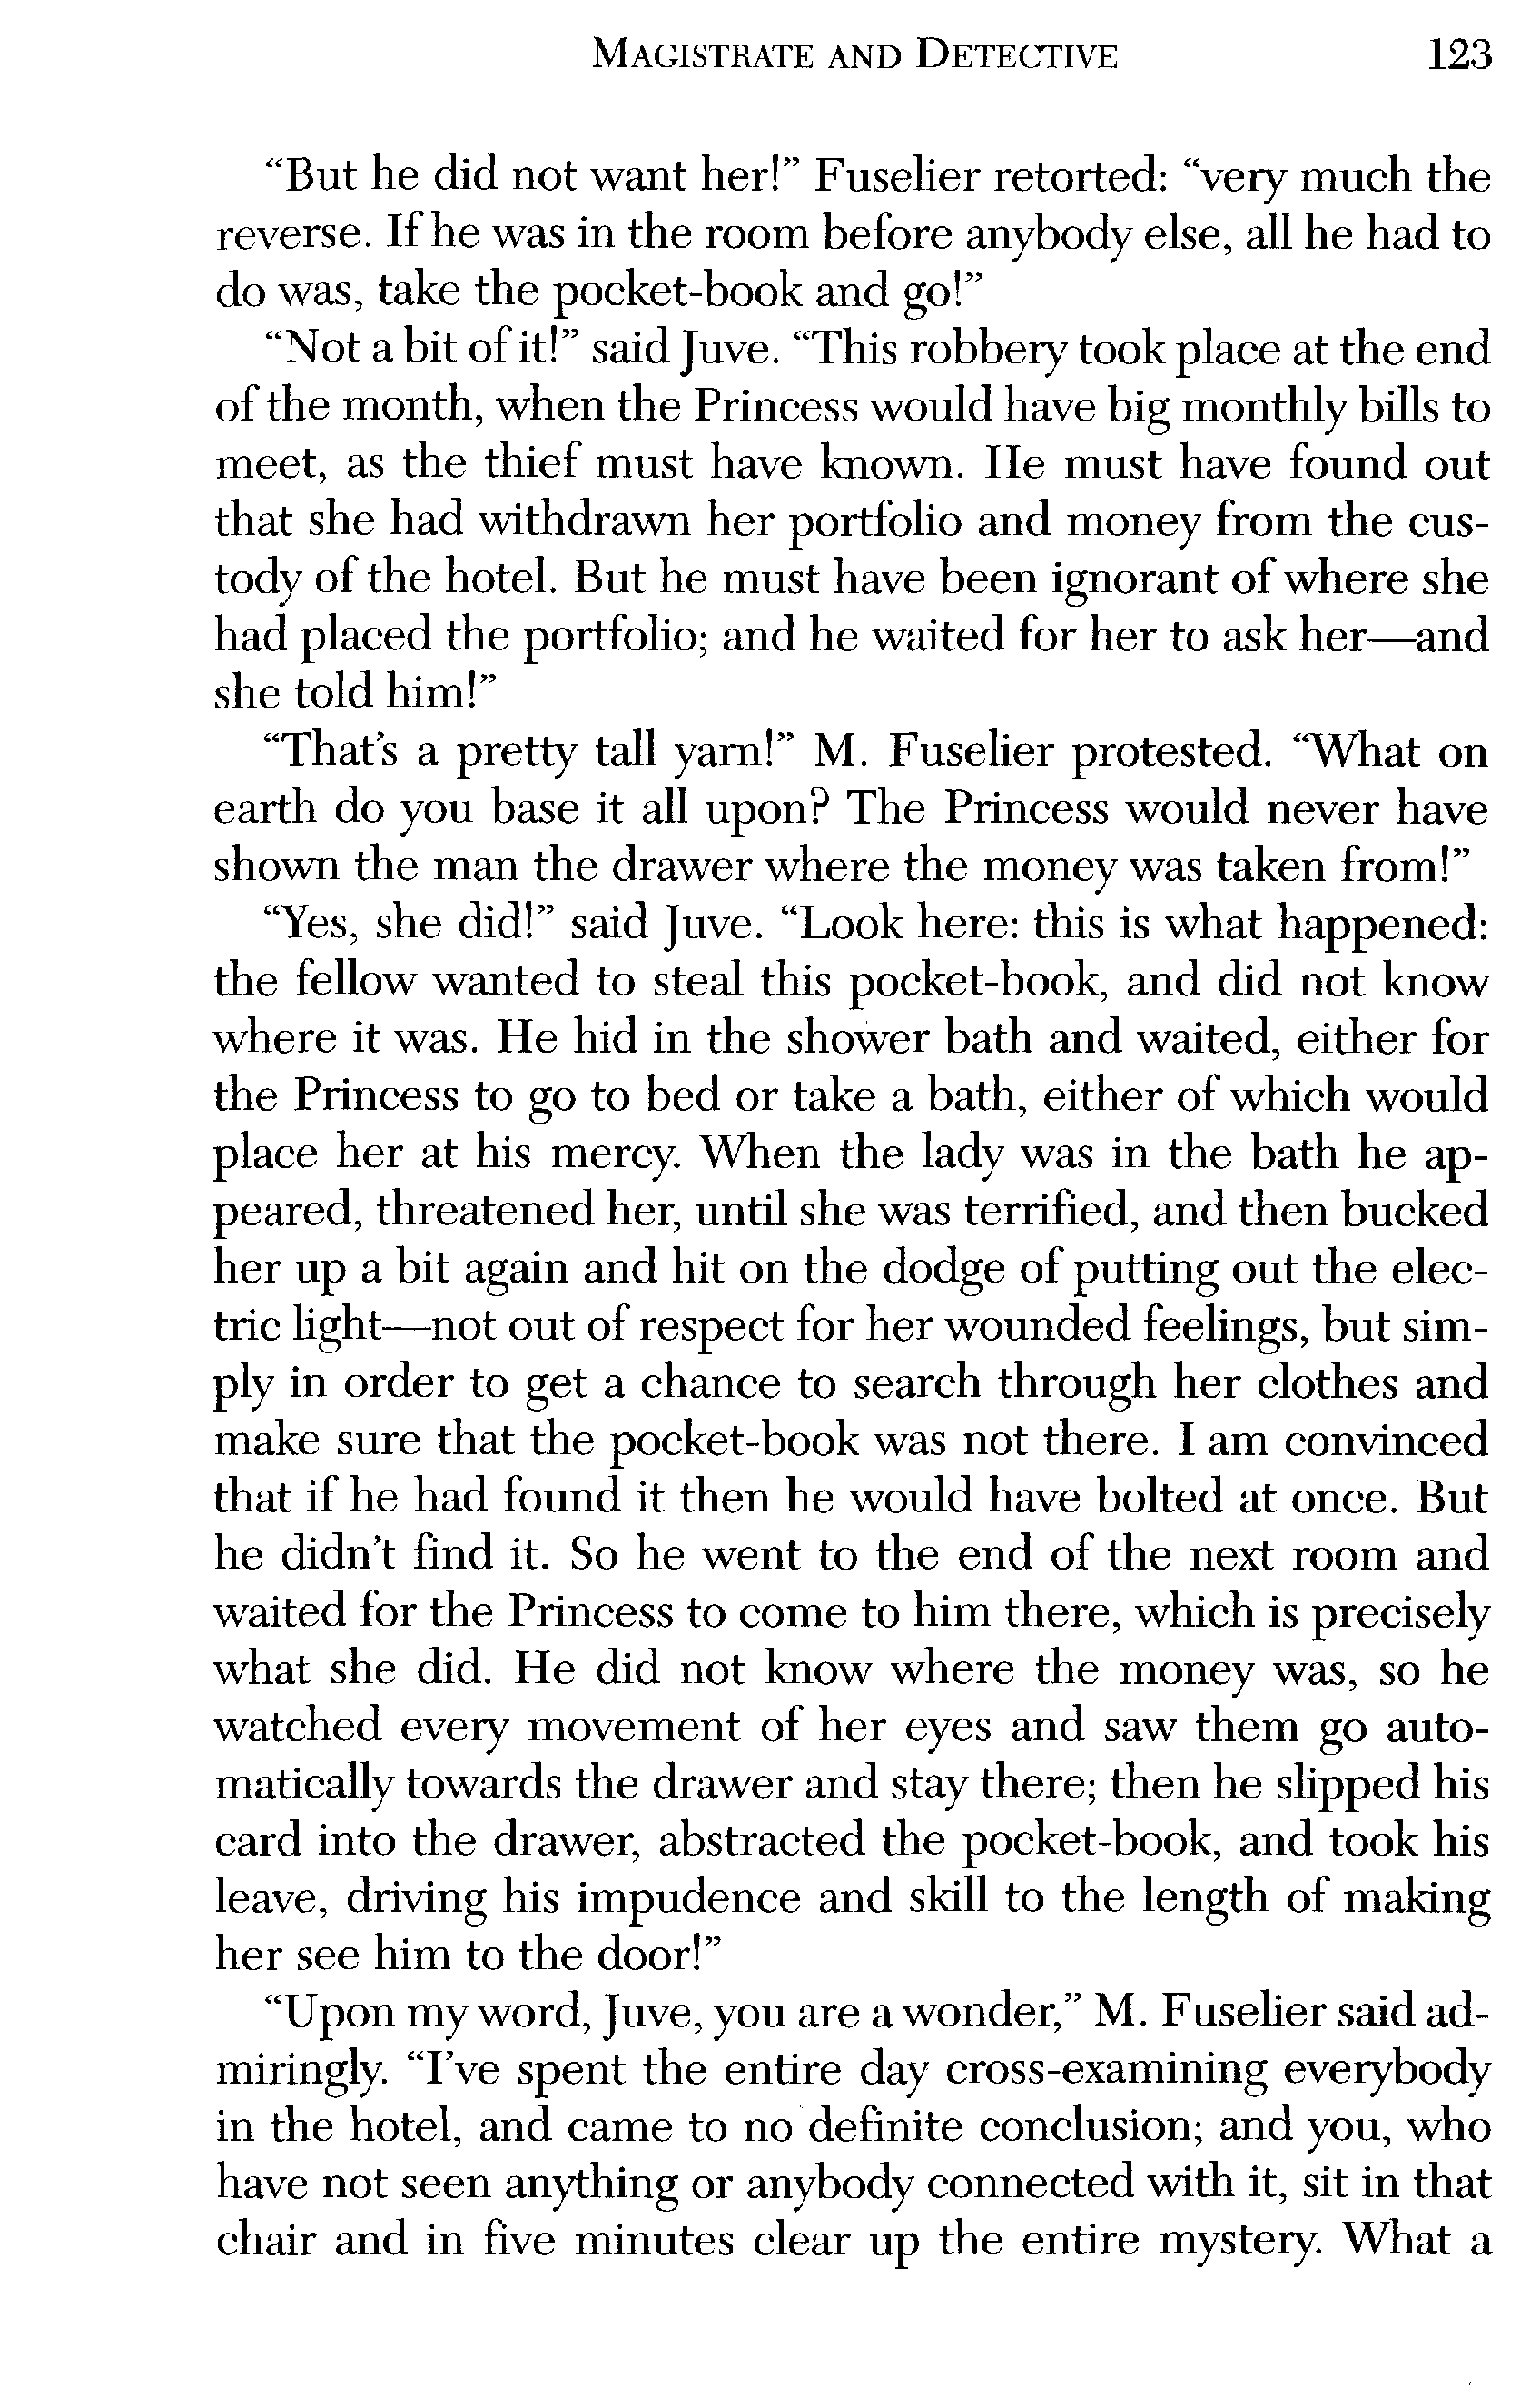 MAGISTRATE AND DETECTIVE 123
“But he did not want her!” Fuselier retorted: “very much the
reverse. If he was in the room before anybody else, all he had to
do was, take the pocket-book and go!”
“Not a bit of it!” said Juve. “This robbery took place at the end
of the month, when the Princess would have big monthly bills to
meet, as the thief must have known. He must have found out
that she had withdrawn her portfolio and money from the cus-
tody of the hotel. But he must have been ignorant of where she
had placed the portfolio; and he waited for her to ask her—and
she told him!”
“That’s a pretty tall yarn!” M. Fuselier protested. “What on
earth do you base it all upon? The Princess would never have
shown the man the drawer where the money was taken from!”
“Yes, she did!” said Juve. “Look here: this is what happened:
the fellow wanted to steal this pocket-book, and did not know
where it was. He hid in the shower bath and waited, either for
the Princess to go to bed or take a bath, either of which would
place her at his mercy. When the lady was in the bath he ap-
peared, threatened her, until she was terrified, and then bucked
her up a bit again and hit on the dodge of putting out the elec-
tric light—not out of respect for her wounded feelings, but sim-
ply in order to get a chance to search through her clothes and
make sure that the pocket-book was not there. I am convinced
that if he had found it then he would have bolted at once. But
he didn’t find it. So he went to the end of the next room and
waited for the Princess to come to him there, which is precisely
what she did. He did not know where the money was, so he
watched every movement of her eyes and saw them go auto-
matically towards the drawer and stay there; then he slipped his
card into the drawer, abstracted the pocket-book, and took his
leave, driving his impudence and skill to the length of making
her see him to the door!”
“Upon my word, Juve, you are a wonder,” M. Fuselier said ad-
miringly. “I’ve spent the entire day cross-examining everybody
in the hotel, and came to no definite conclusion; and you, who
have not seen anything or anybody connected with it, sit in that
chair and in five minutes clear up the entire mystery. What a